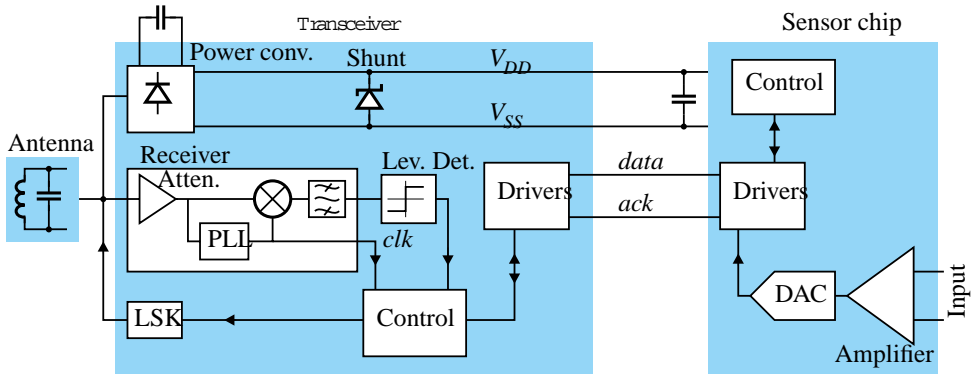 Transceiver
Sensor chip
Power conv.
Shunt
V_DD
Control
V_SS
Antenna
Receiver
Atten.
Lev. Det.
data
Drivers
Drivers
ack
PLL
clk
DAC
Input
LSK
Control
Amplifier